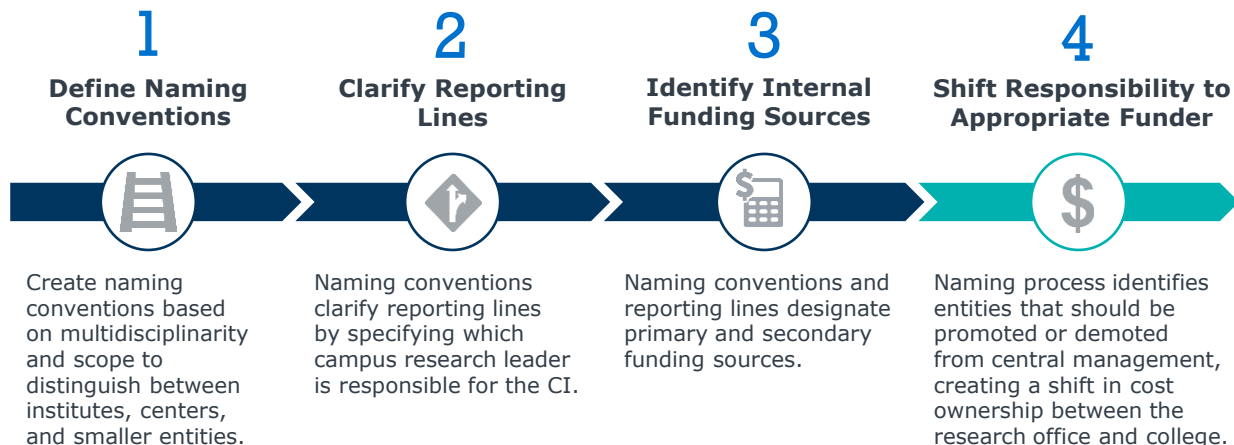 1
Define Naming
Conventions
Create naming
conventions based
on multidisciplinarity
and scope to
distinguish between
institutes, centers,
and smaller entities.
2
Clarify Reporting
Lines
Naming conventions
clarify reporting lines
by specifying which
campus research leader
is responsible for the CI.
3
Identify Internal
Funding Sources
$
Naming conventions and
reporting lines designate
primary and secondary
funding sources.
4
Shift Responsibility to
Appropriate Funder
$
Naming process identifies
entities that should be
promoted or demoted
from central management,
creating a shift in cost
ownership between the
research office and college.